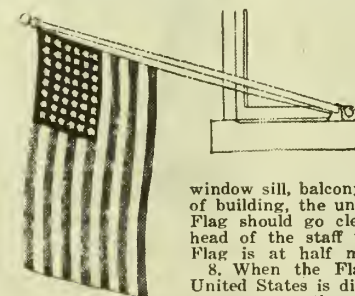 window sill, balcon
of building, the un
Flag should go cle
head of the staff
Flag is at half m
8. When the Fla
United States is di